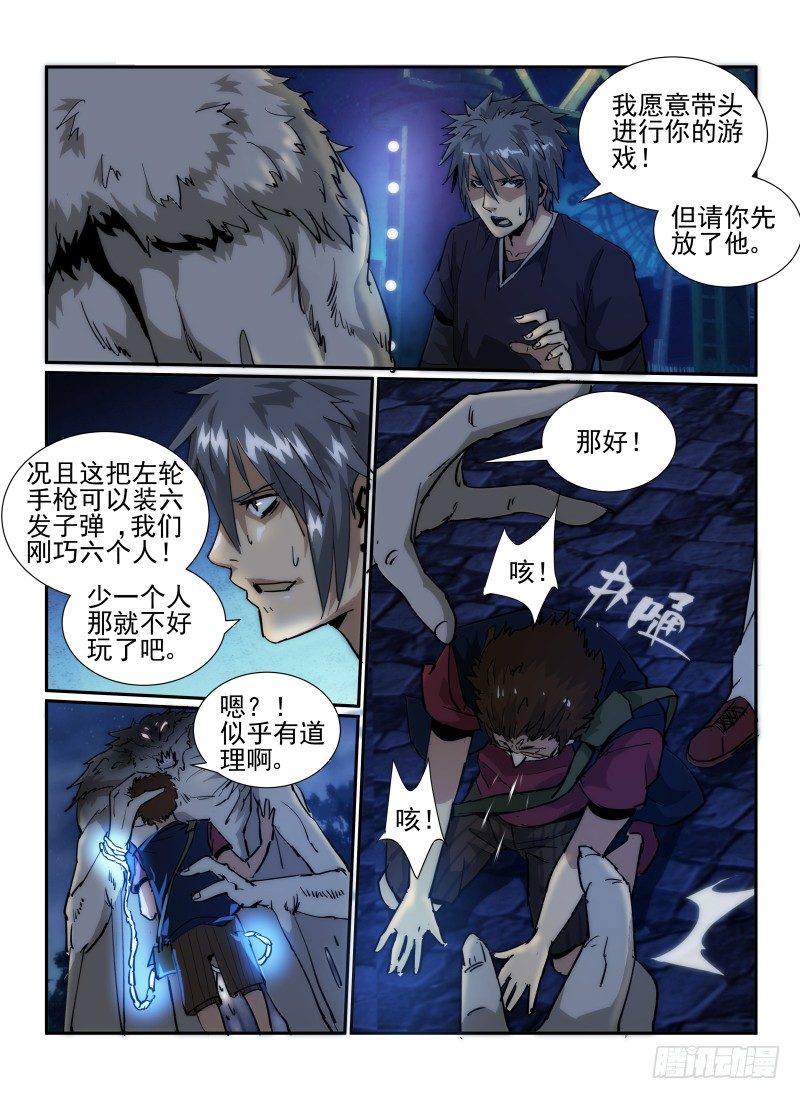 我愿意带头
进行你的游
戏！
但请你先
放了他。
况且这把左轮
手枪可以装六
发子弹，我们
刚巧六个人！
少一个人
那就不好
玩了吧。
嗯？！
似乎有道
理啊。
那好！
咳！
咳！
腾讯动漫